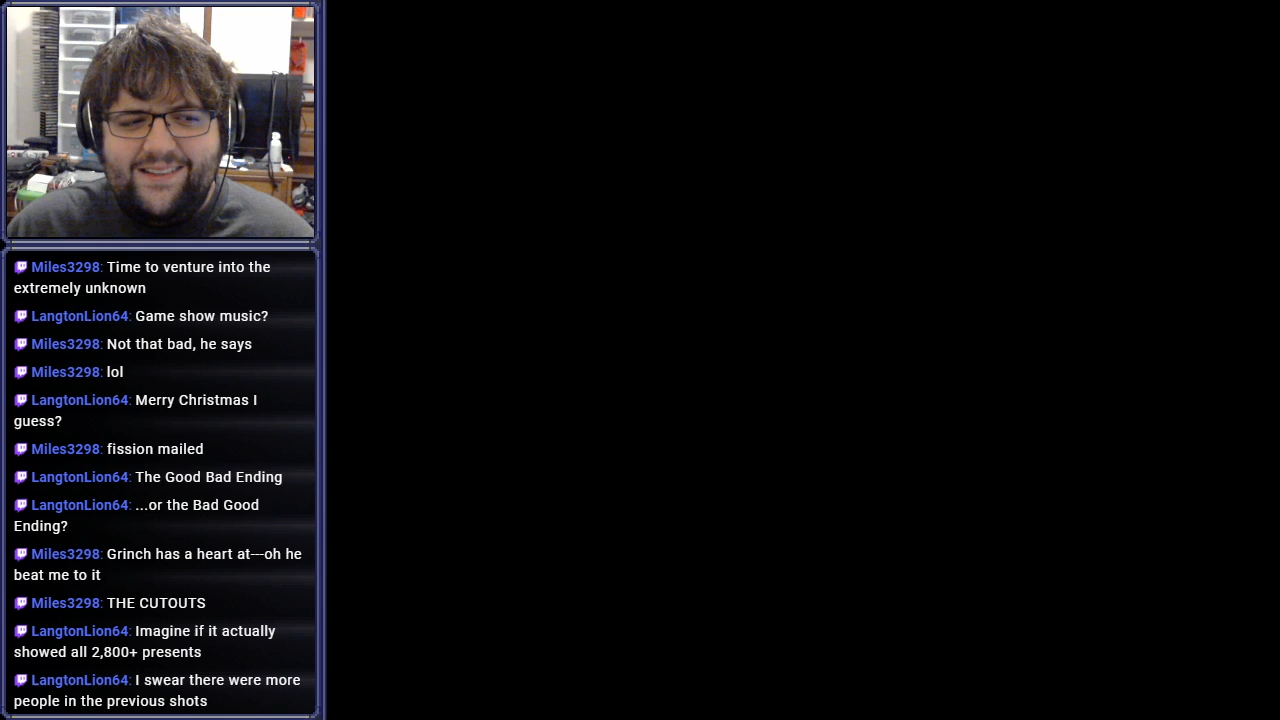 Miles3298: Time to venture into the
extremely unknown
LangtonLion64: Game show music?
Miles3298: Not that bad, he says
Miles3298: lol
LangtonLion64: Merry Christmas I
guess?
Miles3298: fission mailed
LangtonLion64: The Good Bad Ending
LangtonLion64: ...or the Bad Good
Ending?
Miles3298: Grinch has a heart at---oh he
beat me to it
Miles3298: THE CUTOUTS
LangtonLion64: Imagine if it actually
showed all 2,800+ presents
LangtonLion64: I swear there were more
people in the previous shots